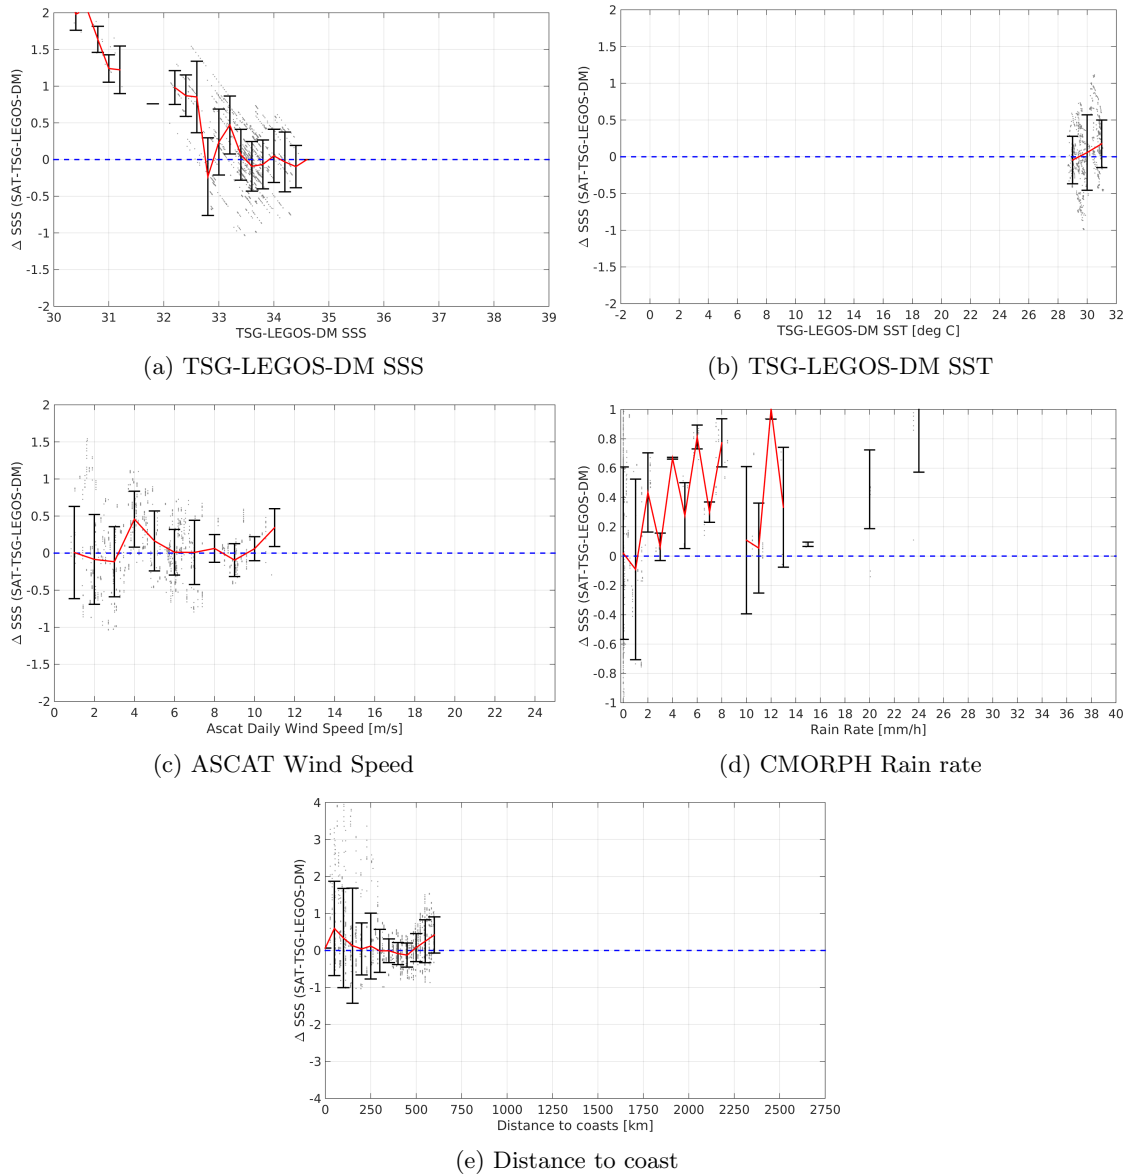 2
1.5
1
0.5
0
-0.5
-1
-1.5
2
30 31 32 33 34 35 36 37 38 39
TSG-LEGOS-DM SSS
Δ SSS (SAT-TSG-LEGOS-DM)
(a) TSG-LEGOS-DM SSS
2
1.5
1
0.5
0
-0.5
-1
-1.5
-2
-2 0 2 4 6 8 10 12 14 16 18 20 22 24 26 28 30 32
TSG-LEGOS-DM SST [deg C]
Δ SSS (SAT-TSG-LEGOS-DM)
(b) TSG-LEGOS-DM SST
2
1.5
1
0.5
0
-0.5
-1
-1.5
-2
0 2 4 6 8 10 12 14 16 18 20 22 24
Ascat Daily Wind Speed [m/s]
Δ SSS (SAT-TSG-LEGOS-DM)
(c) ASCAT Wind Speed
1
0.8
0.6
0.4
0.2
0
-0.2
-0.4
-0.6
-0.8
-1
0 2 4 6 8 10 12 14 16 18 20 22 24 26 28 30 32 34 36 38 40
Rain Rate [mm/h]
Δ SSS (SAT-TSG-LEGOS-DM)
(d) CMORPH Rain rate
4
3
2
1
0
-1
-2
-3
-4
0 250 500 750 1000 1250 1500 1750 2000 2250 2500 2750
Distance to coasts [km]
Δ SSS (SAT-TSG-LEGOS-DM)
(e) Distance to coast